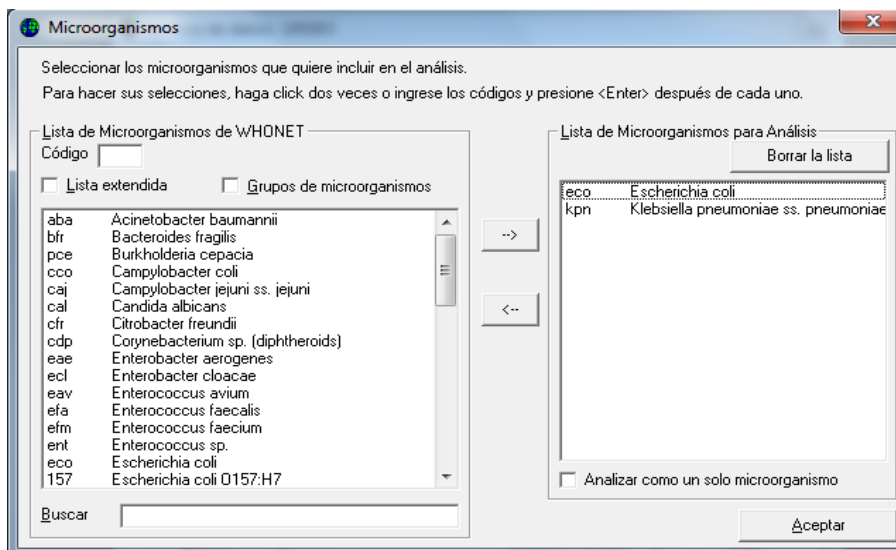 Microorganismos
Seleccionar los microorganismos que quiere incluir en el análisis.
Para hacer sus selecciones, haga click dos veces o ingrese los códigos y presione <Enter> después de cada uno.
Lista de Microorganismos de WHONET
Código
Lista extendida
Grupos de microorganismos
aba Acinetobacter baumannii
bfr Bacteroides fragilis
pce Burkholderia cepacia
cco Campylobacter coli
caj Campylobacter jejuni ss. jejuni
cal Candida albicans
cfr Citrobacter freundii
cdp Corynebacterium sp. (diphtheroids)
eae Enterobacter aerogenes
ecl Enterobacter cloacae
eav Enterococcus avium
efa Enterococcus faecalis
efm Enterococcus faecium
ent Enterococcus sp.
eco Escherichia coli
157 Escherichia coli O157:H7
Buscar
-->
<--
Lista de Microorganismos para Análisis
Borrar la lista
eco Escherichia coli
kpn Klebsiella pneumoniae ss. pneumoniae
Analizar como un solo microorganismo
Aceptar